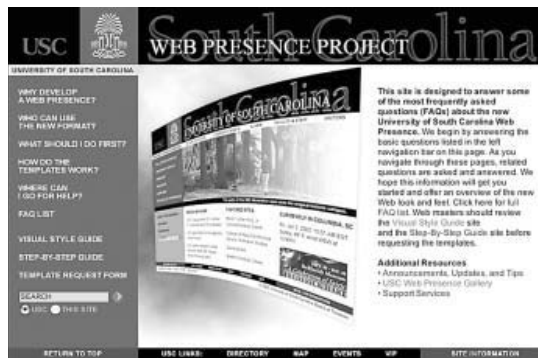 South Carolina
USC
WEB PRESENCE PROJECT
UNIVERSITY OF SOUTH CAROLINA
WHY DEVELOP
A WEB PRESENCE?
WHO CAN USE
THE NEW FORMAT?
WHAT SHOULD I DO FIRST?
HOW DO THE
TEMPLATES WORK?
WHERE CAN
I GO FOR HELP?
FAQ LIST
VISUAL STYLE GUIDE
STEP-BY-STEP GUIDE
TEMPLATE REQUEST FORM
SEARCH
USC THIS SITE
South Carolina
UNIVERSITY OF SOUTH CAROLINA
CURRENTLY IN COLUMBIA, SC
This site is designed to answer some
of the most frequently asked
questions (FAQs) about the new
University of South Carolina Web
Presence. We begin by answering the
basic questions listed in the left
navigation bar on this page. As you
navigate through these pages, related
questions are asked and answered. We
hope this information will get you
started and offer an overview of the new
Web look and feel. Click here for full
FAQ list. Web masters should review
the Visual Style Guide site
and the Step-By-Step Guide site before
requesting the templates.
Additional Resources
• Announcements, Updates, and Tips
• USC Web Presence Gallery
• Support Services
RETURN TO TOP USC LINKS: DIRECTORY MAP EVENTS VIP SITE INFORMATION